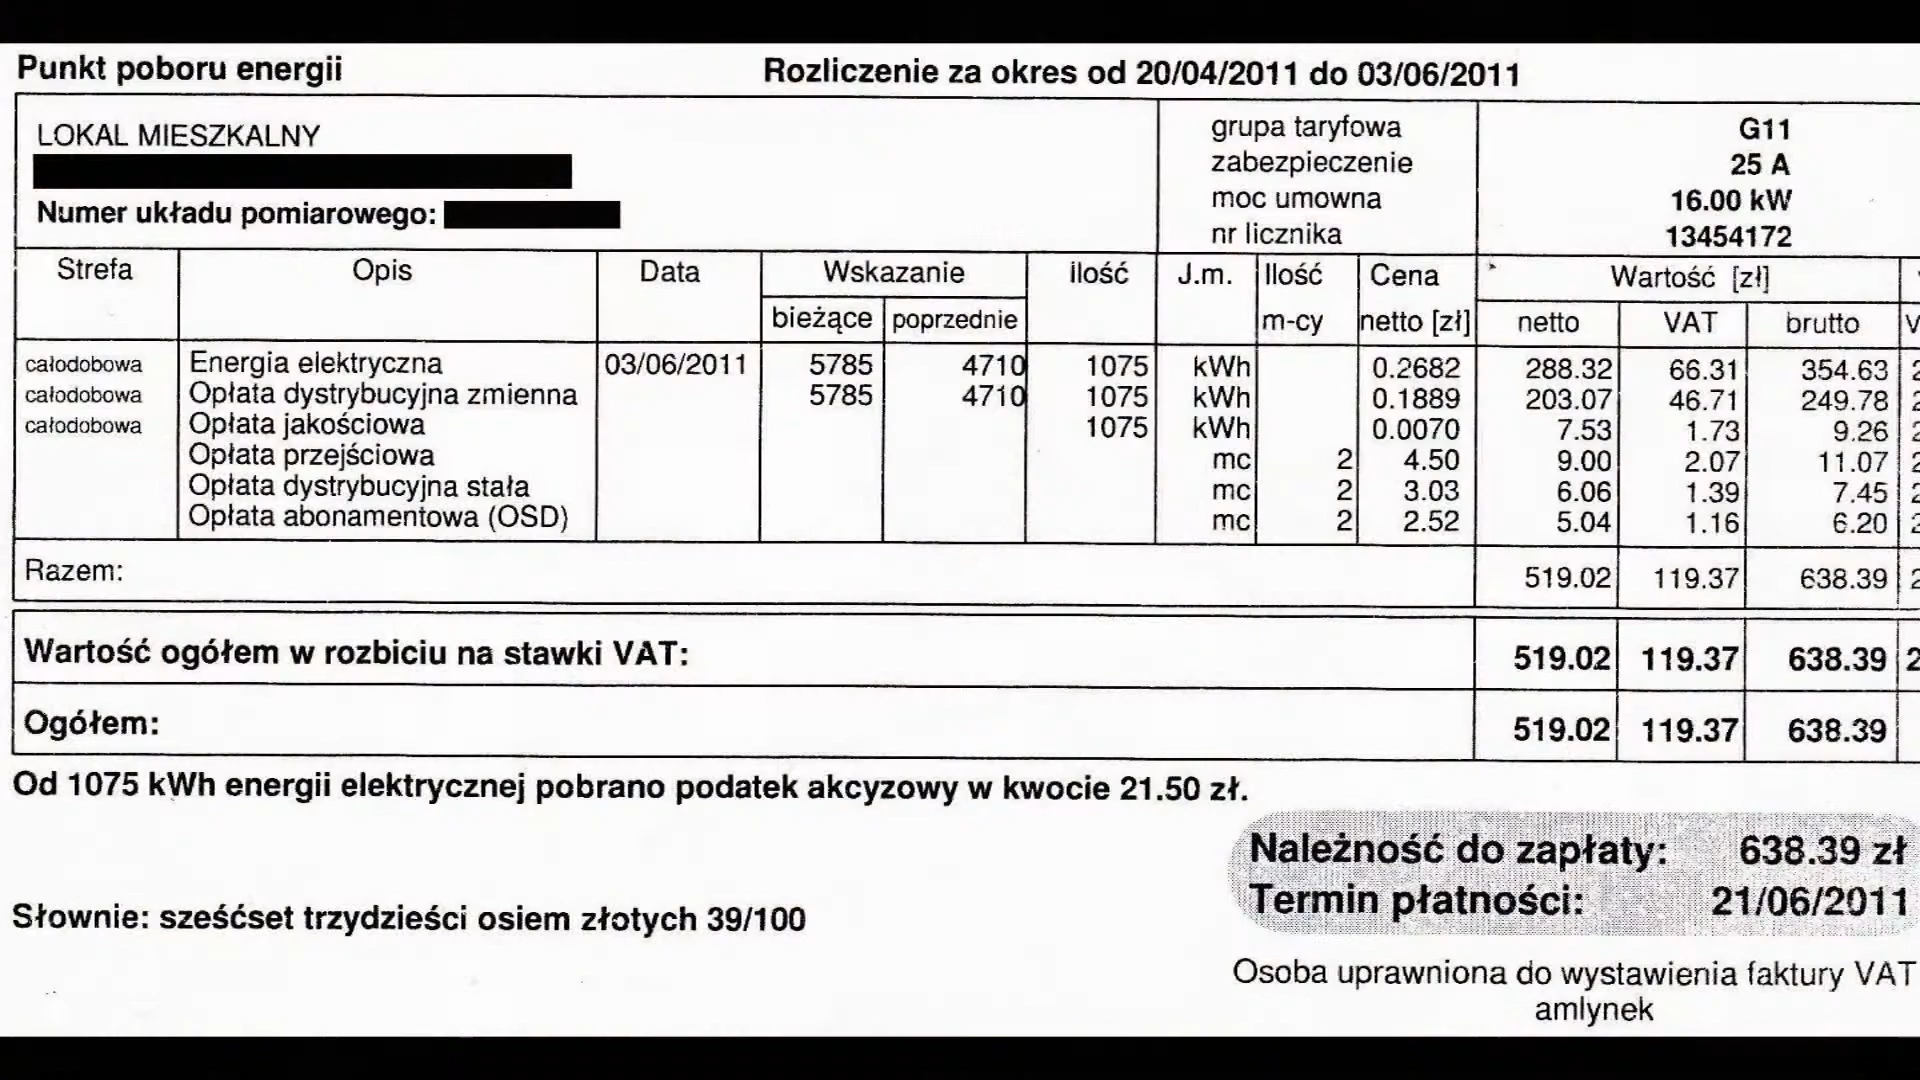 Punkt poboru energii Rozliczenie za okres od 20/04/2011 do 03/06/2011
LOKAL MIESZKALNY
Numer układu pomiarowego:
grupa taryfowa G11
zabezpieczenie 25 A
moc umowna 16.00 kW
nr licznika 13454172
Strefa Opis Data Wskazanie ilość J.m. Ilość Cena Wartość [zł]
bieżące poprzednie m-cy netto [zł] netto VAT brutto
całodobowa Energia elektryczna 03/06/2011 5785 4710 1075 kWh 0.2682 288.32 66.31 354.63
całodobowa Opłata dystrybucyjna zmienna 5785 4710 1075 kWh 0.1889 203.07 46.71 249.78
całodobowa Opłata jakościowa 1075 kWh 0.0070 7.53 1.73 9.26
Opłata przejściowa mc 2 4.50 9.00 2.07 11.07
Opłata dystrybucyjna stała mc 2 3.03 6.06 1.39 7.45
Opłata abonamentowa (OSD) mc 2 2.52 5.04 1.16 6.20
Razem: 519.02 119.37 638.39
Wartość ogółem w rozbiciu na stawki VAT: 519.02 119.37 638.39
Ogółem: 519.02 119.37 638.39
Od 1075 kWh energii elektrycznej pobrano podatek akcyzowy w kwocie 21.50 zł.
Należność do zapłaty: 638.39 zł
Termin płatności: 21/06/2011
Słownie: sześćset trzydzieści osiem złotych 39/100
Osoba uprawniona do wystawienia faktury VAT
amlynek